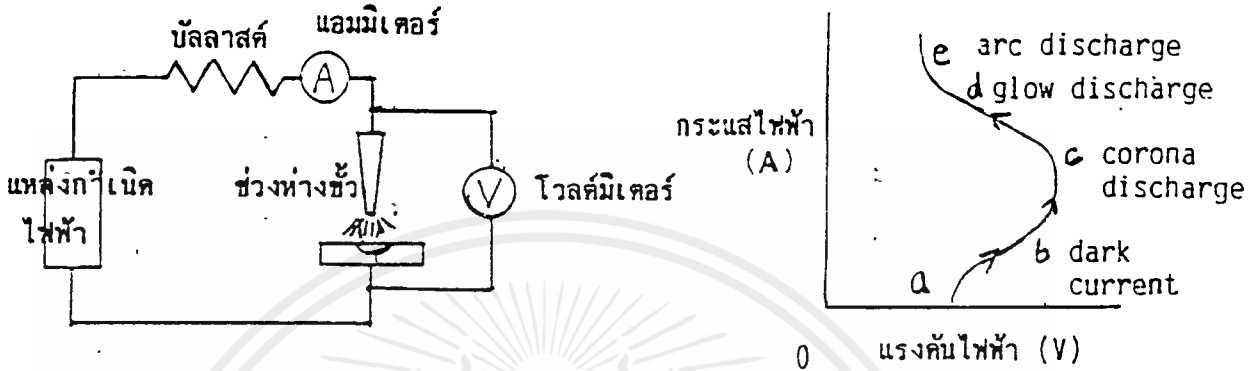 บัลลาสต์
แอมมิเตอร์
A
แหล่งกำเนิด
ไฟฟ้า
ช่วงห่างขั้ว
V
โวลต์มิเตอร์
กระแสไฟฟ้า
(A)
e arc discharge
d glow discharge
c corona
discharge
b dark
current
a
0
แรงดันไฟฟ้า (V)